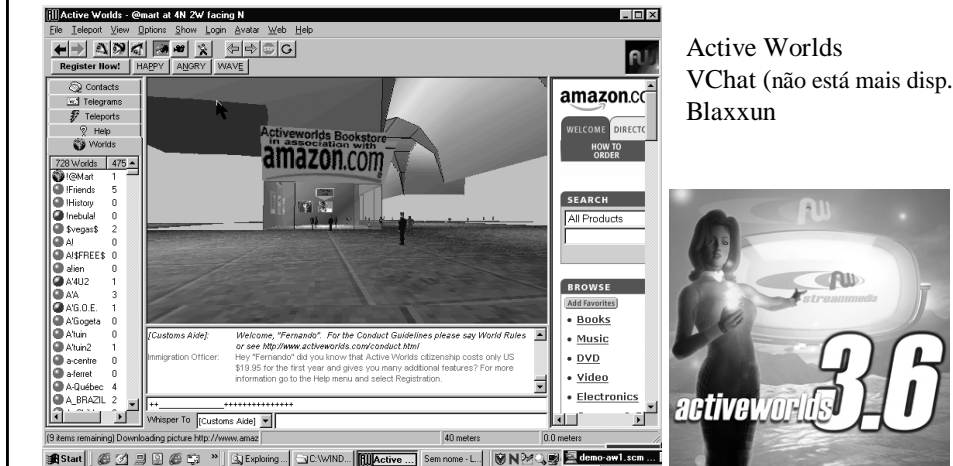 Active Worlds - @mart at 4N 2W facing N
File Teleport View Options Show Login Avatar Web Help
Register Now! HAPPY ANGRY WAVE
Contacts
Telegrams
Teleports
Help
Worlds
728 Worlds 475
!@Mart 1
!Friends 5
!History 0
!nebula! 0
$vegas$ 2
A! 0
A!$FREE$ 0
a!ien 0
A'4U2 1
A'A 3
A'G.O.E. 1
A'Gogeta 0
A'tuin 0
A'tuin2 1
a-centre 0
a-ferret 0
A-Québec 4
A_BRAZIL 2
Activeworlds Bookstore
in association with
amazon.com
[Customs Aide]: Welcome, "Fernando". For the Conduct Guidelines please say World Rules
or see http://www.activeworlds.com/conduct.html
Immigration Officer: Hey "Fernando" did you know that Active Worlds citizenship costs only US
$19.95 for the first year and gives you many additional features? For more
information go to the Help menu and select Registration.
++__________+++++++++++++++
Whisper To [Customs Aide]
amazon.co
WELCOME DIRECTO
HOW TO
ORDER
SEARCH
All Products
BROWSE
Add Favorites
• Books
• Music
• DVD
• Video
• Electronics
(9 items remaining) Downloading picture http://www.amaz 40 meters 0.0 meters
Start » Exploring ... C:\WIND... Active ... Sem nome - L... demo-aw1.scm ...
Active Worlds
VChat (não está mais disp.
Blaxxun
AW
streammedia
activeworlds 3.6